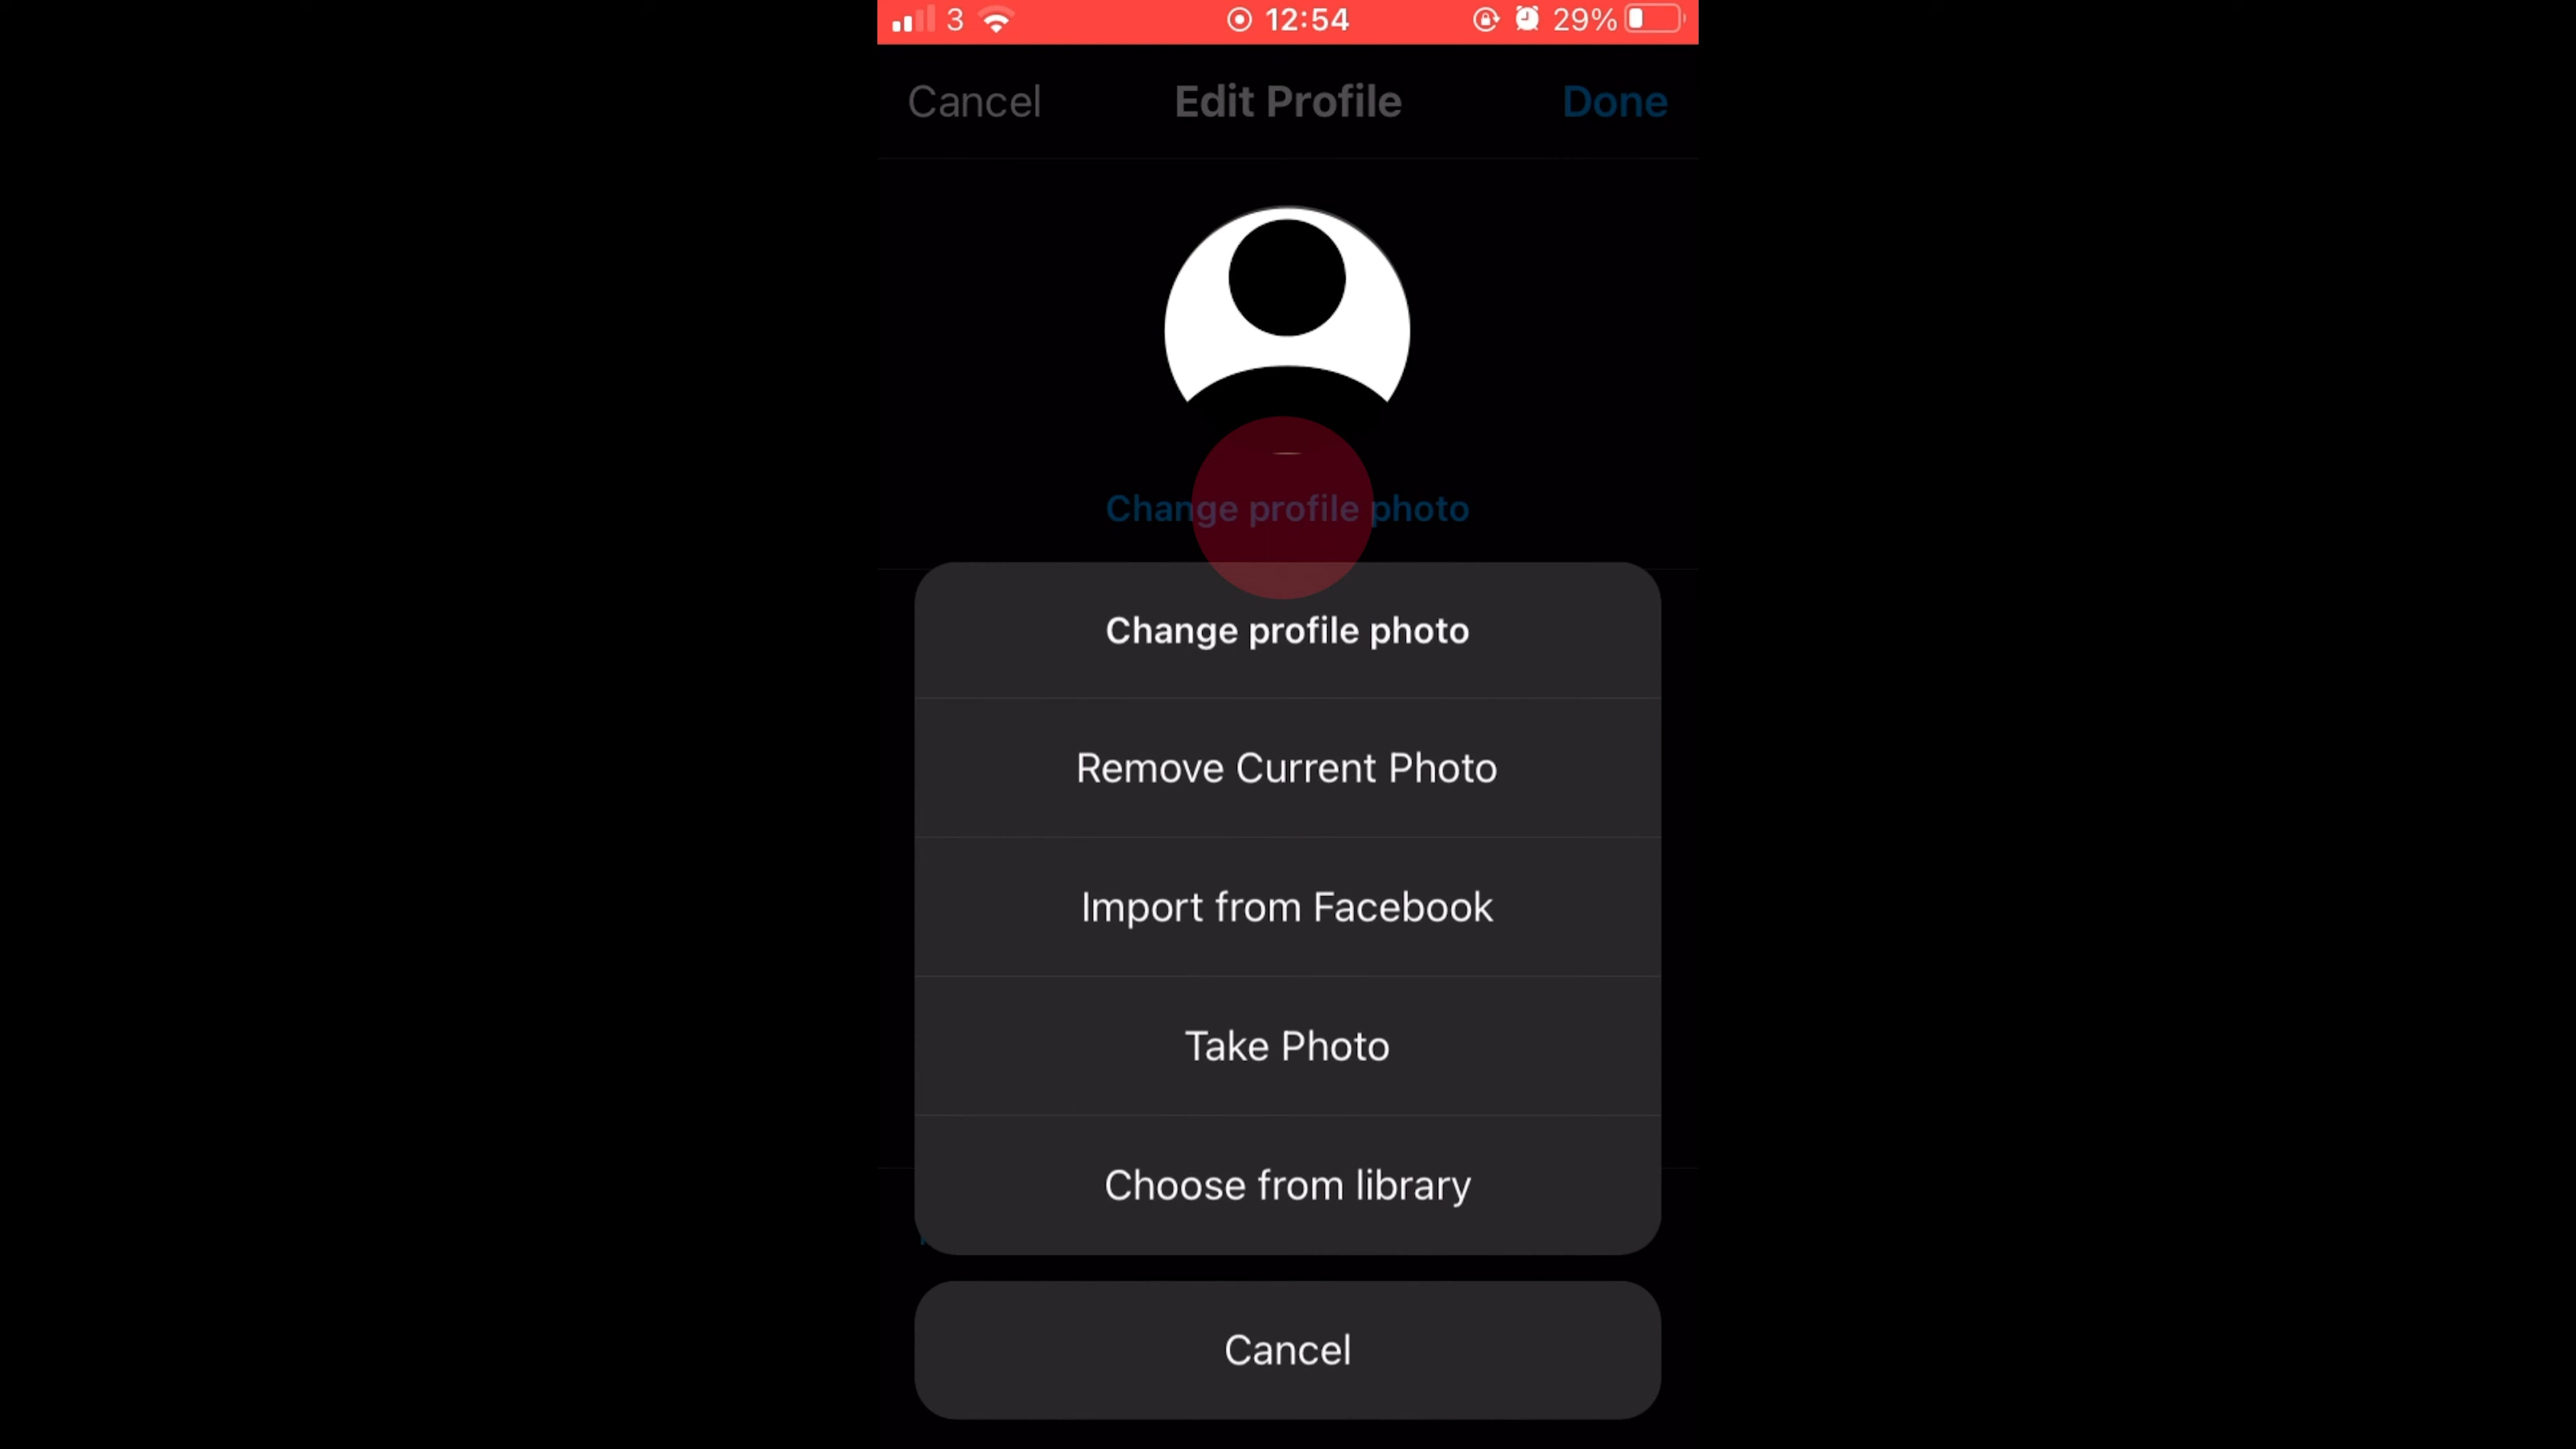 3 12:54 29%
Cancel Edit Profile Done
Change profile photo
Change profile photo
Remove Current Photo
Import from Facebook
Take Photo
Choose from library
Cancel